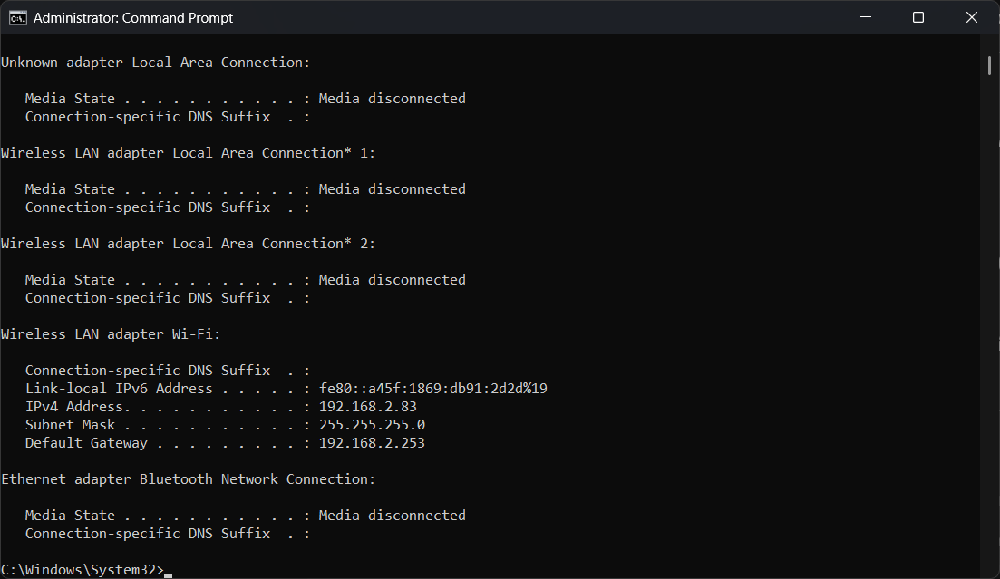 Administrator: Command Prompt
Unknown adapter Local Area Connection:
Media State . . . . . . . . . . . : Media disconnected
Connection-specific DNS Suffix  . :
Wireless LAN adapter Local Area Connection* 1:
Media State . . . . . . . . . . . : Media disconnected
Connection-specific DNS Suffix  . :
Wireless LAN adapter Local Area Connection* 2:
Media State . . . . . . . . . . . : Media disconnected
Connection-specific DNS Suffix  . :
Wireless LAN adapter Wi-Fi:
Connection-specific DNS Suffix  . :
Link-local IPv6 Address . . . . . : fe80::a45f:1869:db91:2d2d%19
IPv4 Address. . . . . . . . . . . : 192.168.2.83
Subnet Mask . . . . . . . . . . . : 255.255.255.0
Default Gateway . . . . . . . . . : 192.168.2.253
Ethernet adapter Bluetooth Network Connection:
Media State . . . . . . . . . . . : Media disconnected
Connection-specific DNS Suffix  . :
C:\Windows\System32>